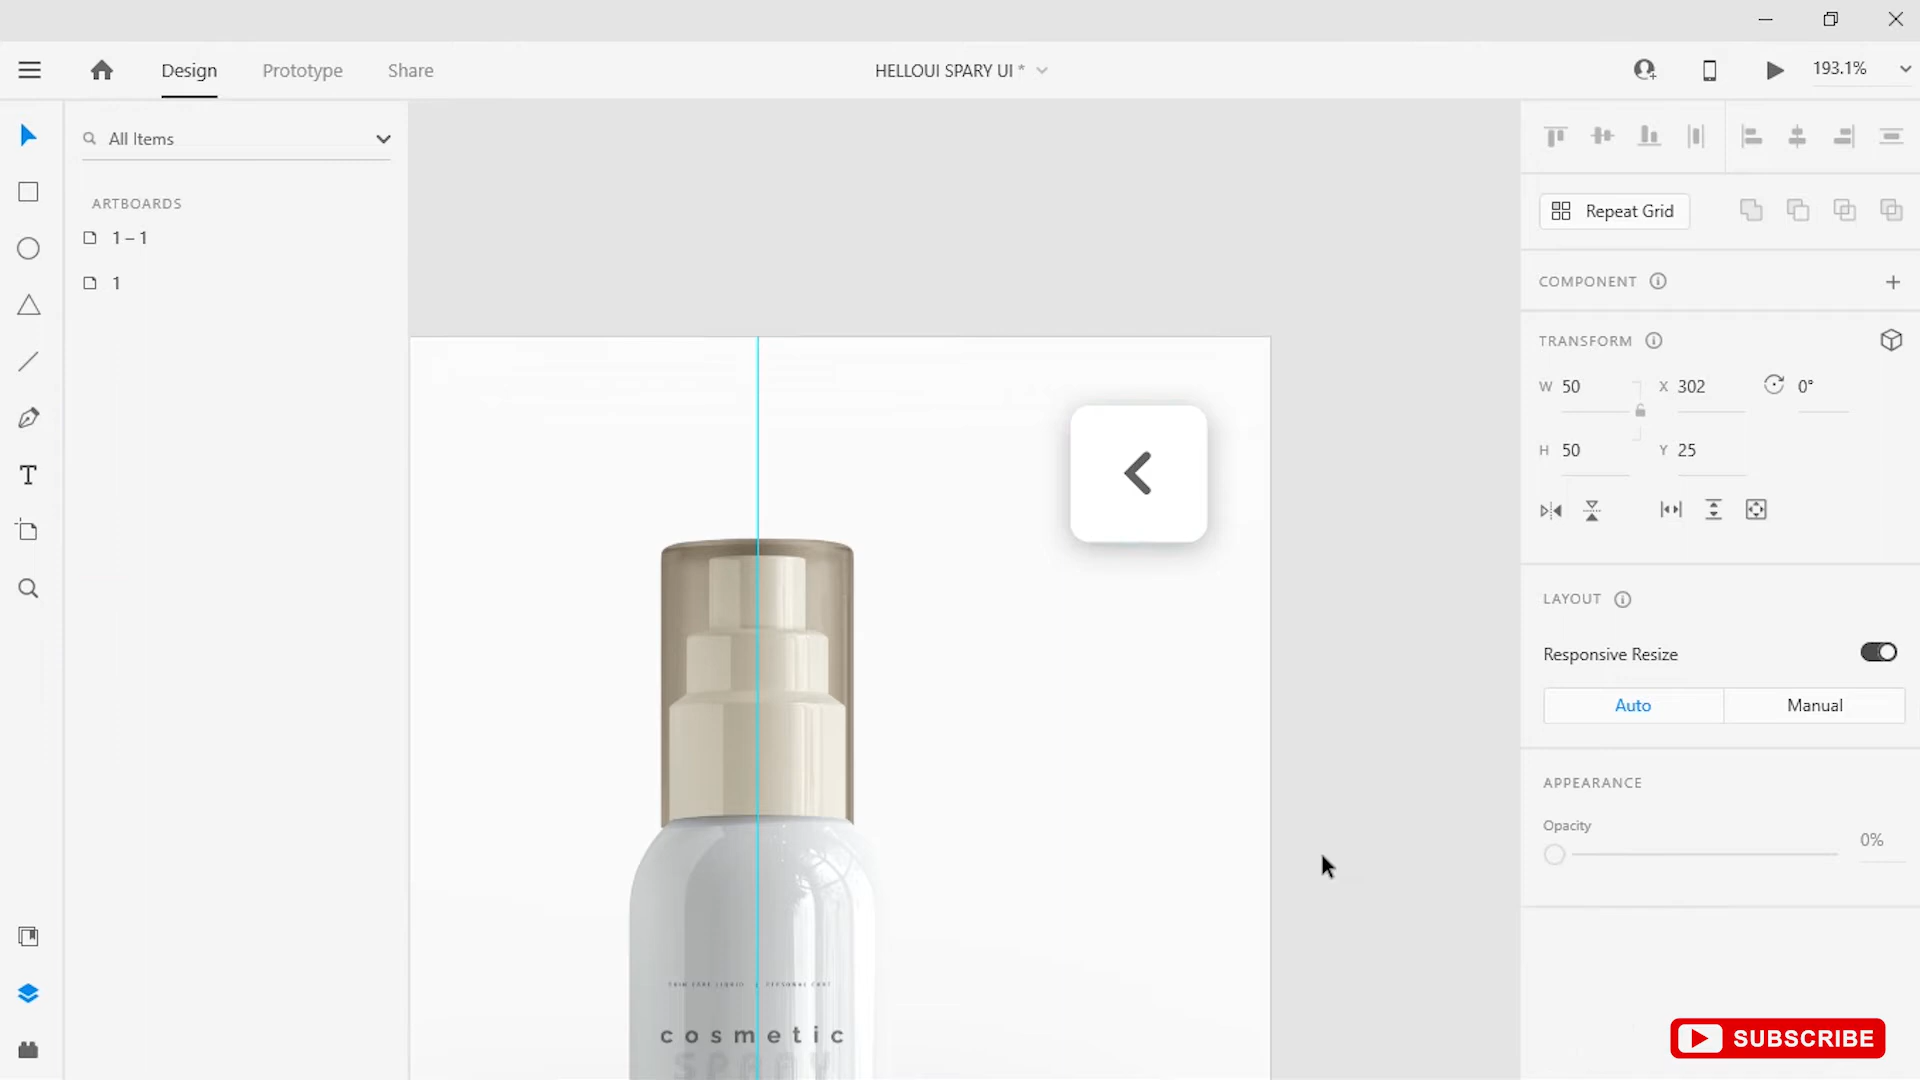 Design Prototype Share HELLOUI SPARY UI * 193.1%
All Items
ARTBOARDS
1 – 1
1
Repeat Grid
COMPONENT
TRANSFORM
W 50 X 302 0°
H 50 Y 25
LAYOUT
Responsive Resize
Auto Manual
APPEARANCE
Opacity
0%
cosmetic
SPRAY
SUBSCRIBE